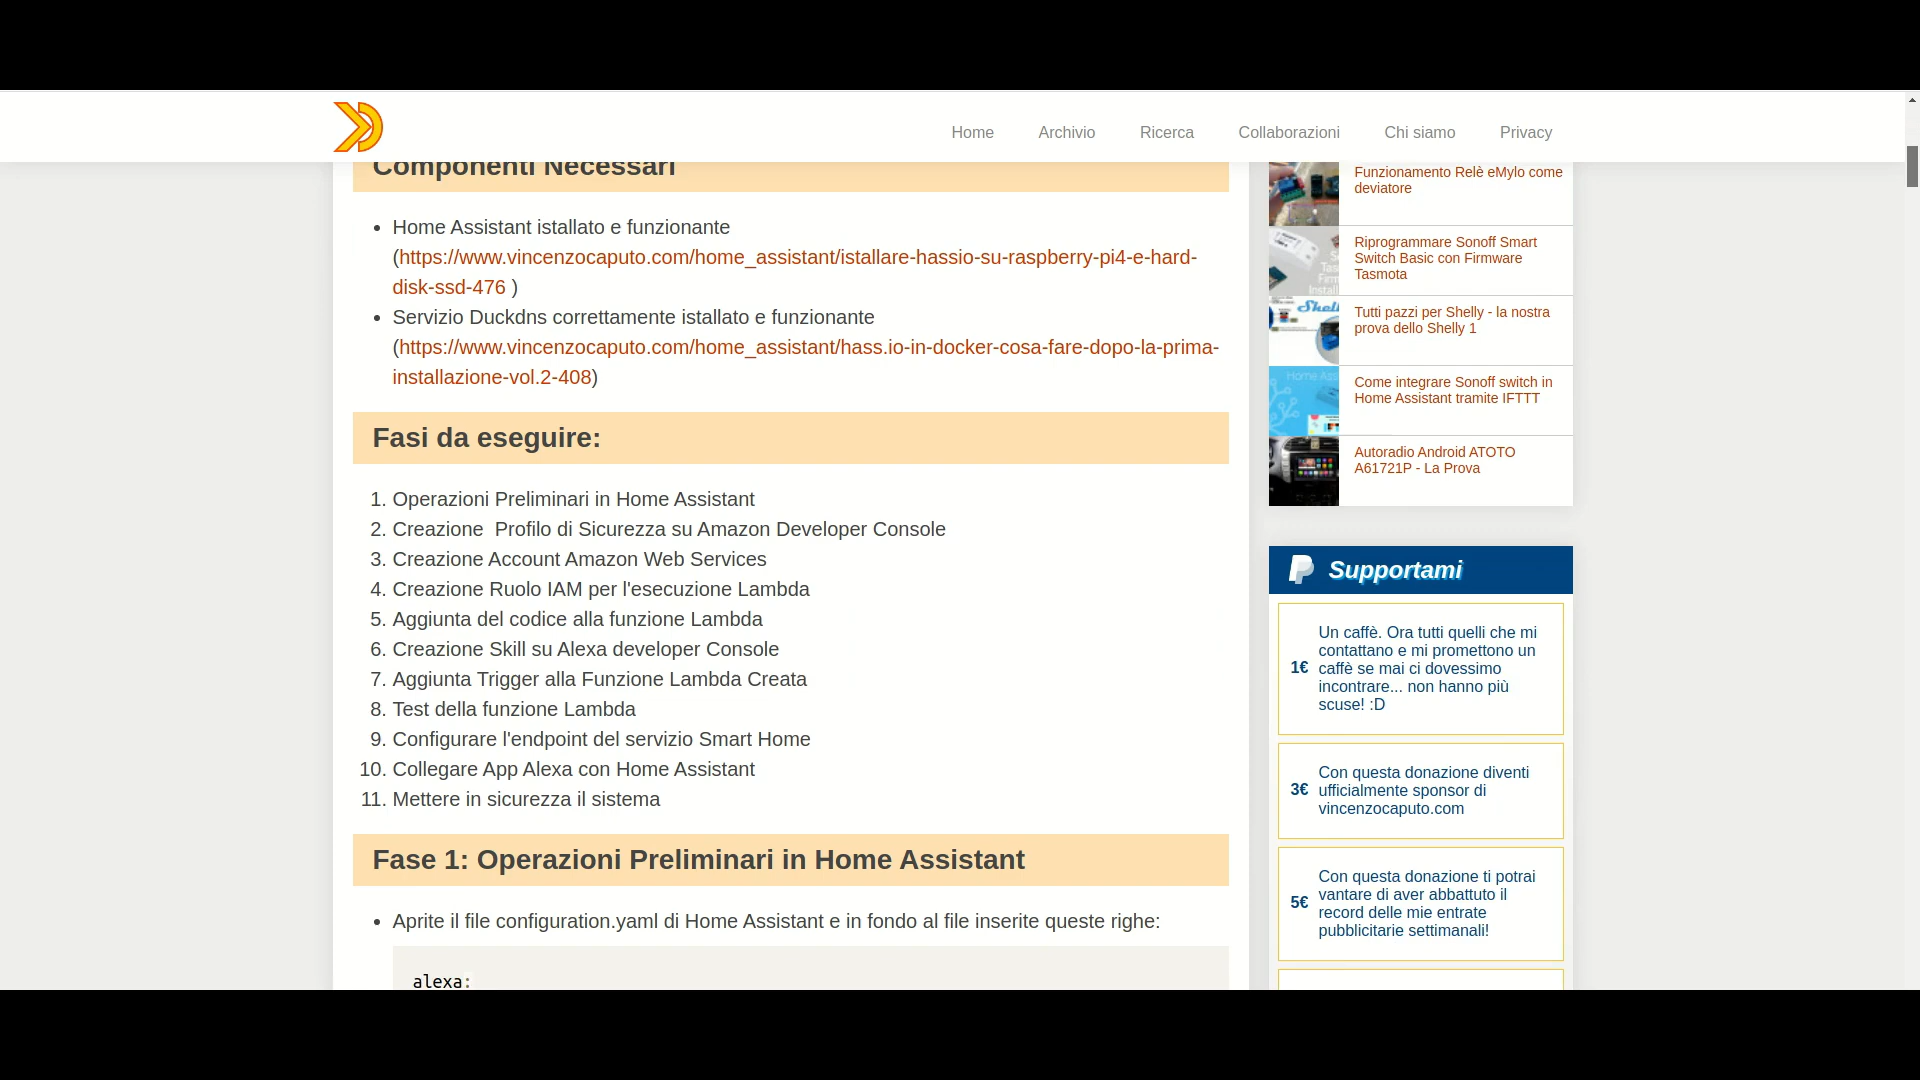 Home Archivio Ricerca Collaborazioni Chi siamo Privacy
Componenti Necessari
• Home Assistant istallato e funzionante
(https://www.vincenzocaputo.com/home_assistant/istallare-hassio-su-raspberry-pi4-e-hard-
disk-ssd-476 )
• Servizio Duckdns correttamente istallato e funzionante
(https://www.vincenzocaputo.com/home_assistant/hass.io-in-docker-cosa-fare-dopo-la-prima-
installazione-vol.2-408)
Fasi da eseguire:
1. Operazioni Preliminari in Home Assistant
2. Creazione  Profilo di Sicurezza su Amazon Developer Console
3. Creazione Account Amazon Web Services
4. Creazione Ruolo IAM per l'esecuzione Lambda
5. Aggiunta del codice alla funzione Lambda
6. Creazione Skill su Alexa developer Console
7. Aggiunta Trigger alla Funzione Lambda Creata
8. Test della funzione Lambda
9. Configurare l'endpoint del servizio Smart Home
10. Collegare App Alexa con Home Assistant
11. Mettere in sicurezza il sistema
Fase 1: Operazioni Preliminari in Home Assistant
• Aprite il file configuration.yaml di Home Assistant e in fondo al file inserite queste righe:
alexa:
Funzionamento Relè eMylo come
deviatore
Riprogrammare Sonoff Smart
Switch Basic con Firmware
Tasmota
Tutti pazzi per Shelly - la nostra
prova dello Shelly 1
Come integrare Sonoff switch in
Home Assistant tramite IFTTT
Autoradio Android ATOTO
A61721P - La Prova
Supportami
1€
Un caffè. Ora tutti quelli che mi
contattano e mi promettono un
caffè se mai ci dovessimo
incontrare... non hanno più
scuse! :D
3€
Con questa donazione diventi
ufficialmente sponsor di
vincenzocaputo.com
5€
Con questa donazione ti potrai
vantare di aver abbattuto il
record delle mie entrate
pubblicitarie settimanali!